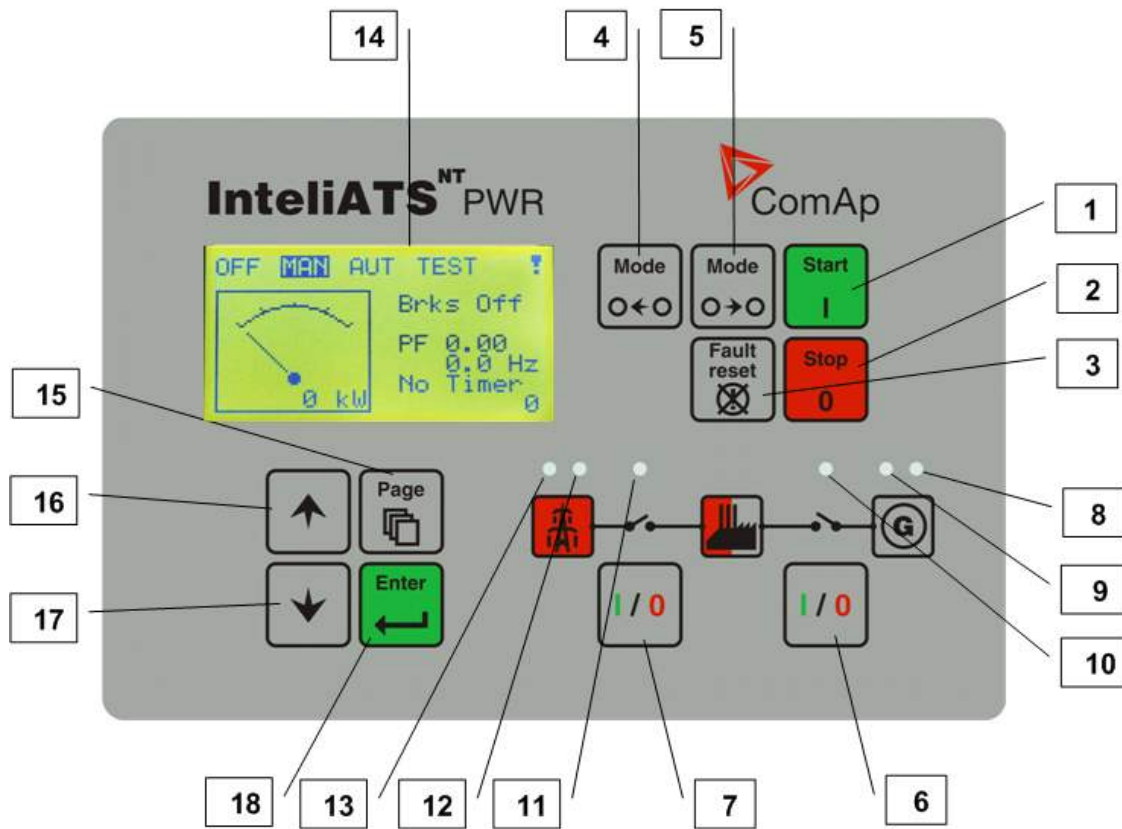 14
4
5
InteliATS NT PWR
ComAp
1
OFF MAN AUT TEST !
Brks Off
PF 0.00
0.0 Hz
No Timer
0 kW
0
Mode
Mode
Start
I
2
Fault
reset
Stop
0
3
15
16
Page
8
17
Enter
G
9
I / 0
I / 0
10
18
13
12
11
7
6